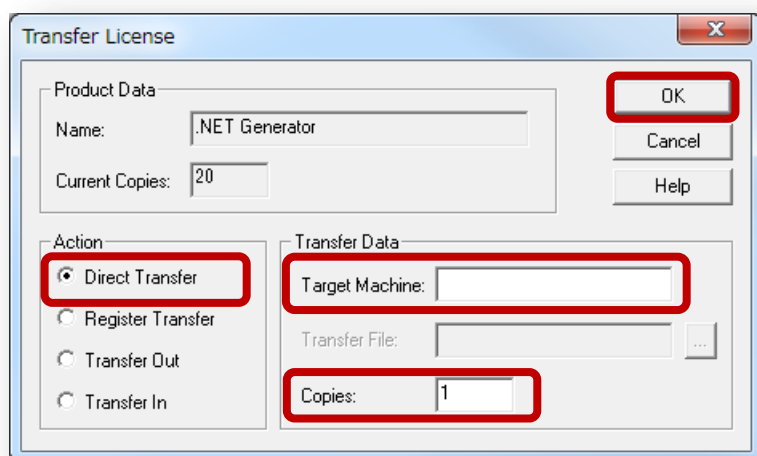 Transfer License
Product Data
Name: .NET Generator
Current Copies: 20
OK
Cancel
Help
Action
Direct Transfer
Register Transfer
Transfer Out
Transfer In
Transfer Data
Target Machine:
Transfer File: ...
Copies: 1